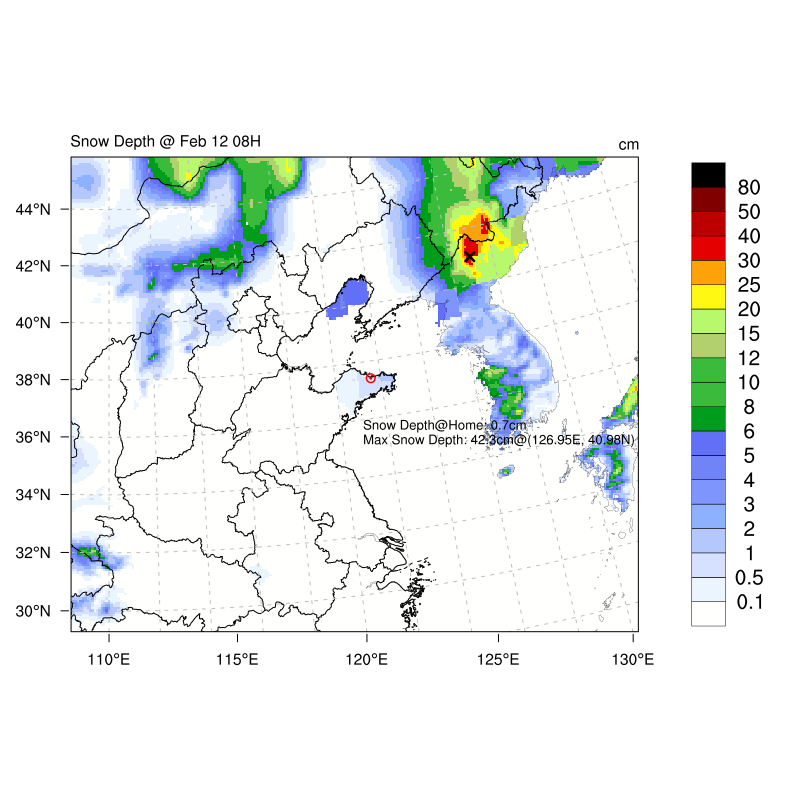 Snow Depth @ Feb 12 08H
cm
44°N
42°N
40°N
38°N
36°N
34°N
32°N
30°N
110°E
115°E
120°E
125°E
130°E
Snow Depth@Home: 0.7cm
Max Snow Depth: 42.3cm@(126.95E, 40.98N)
80
50
40
30
25
20
15
12
10
8
6
5
4
3
2
1
0.5
0.1